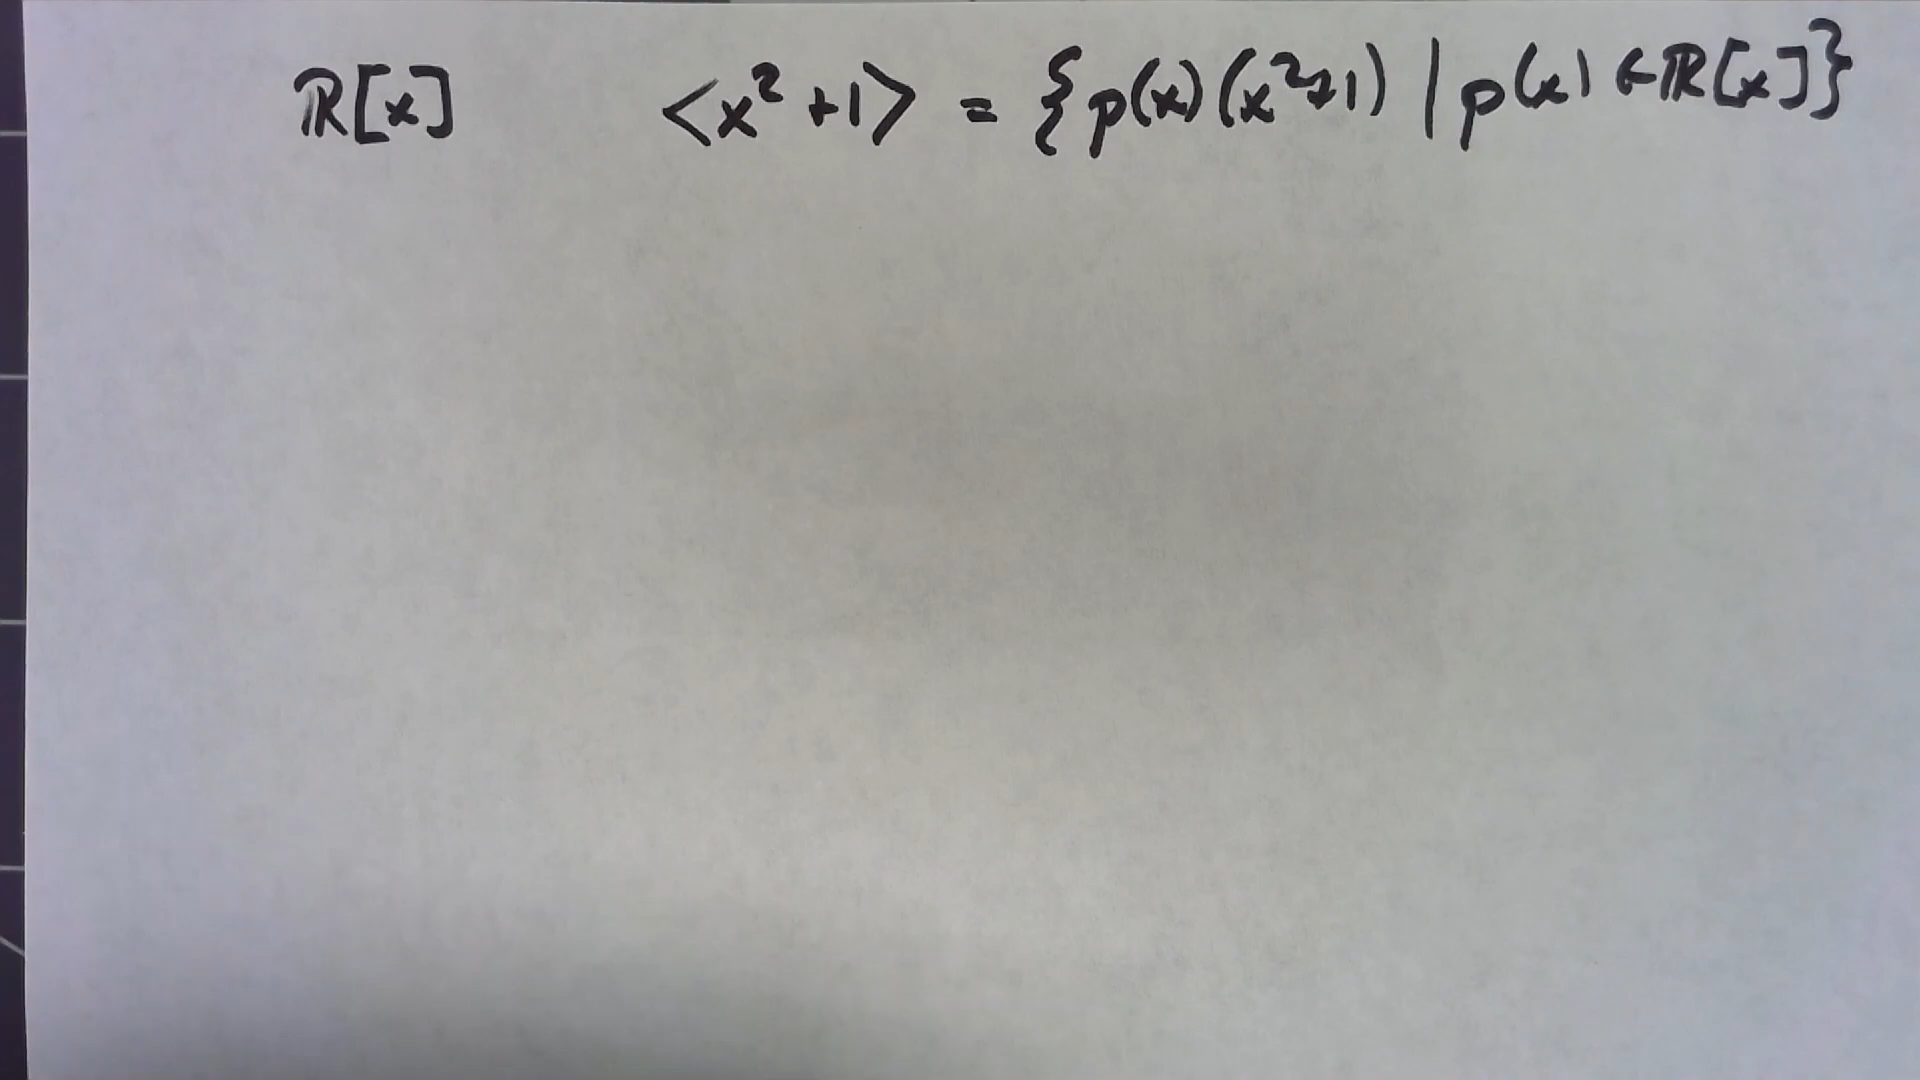 ℝ[x] <x² +1> = {p(x)(x²+1) | p(x) ∈ ℝ[x]}